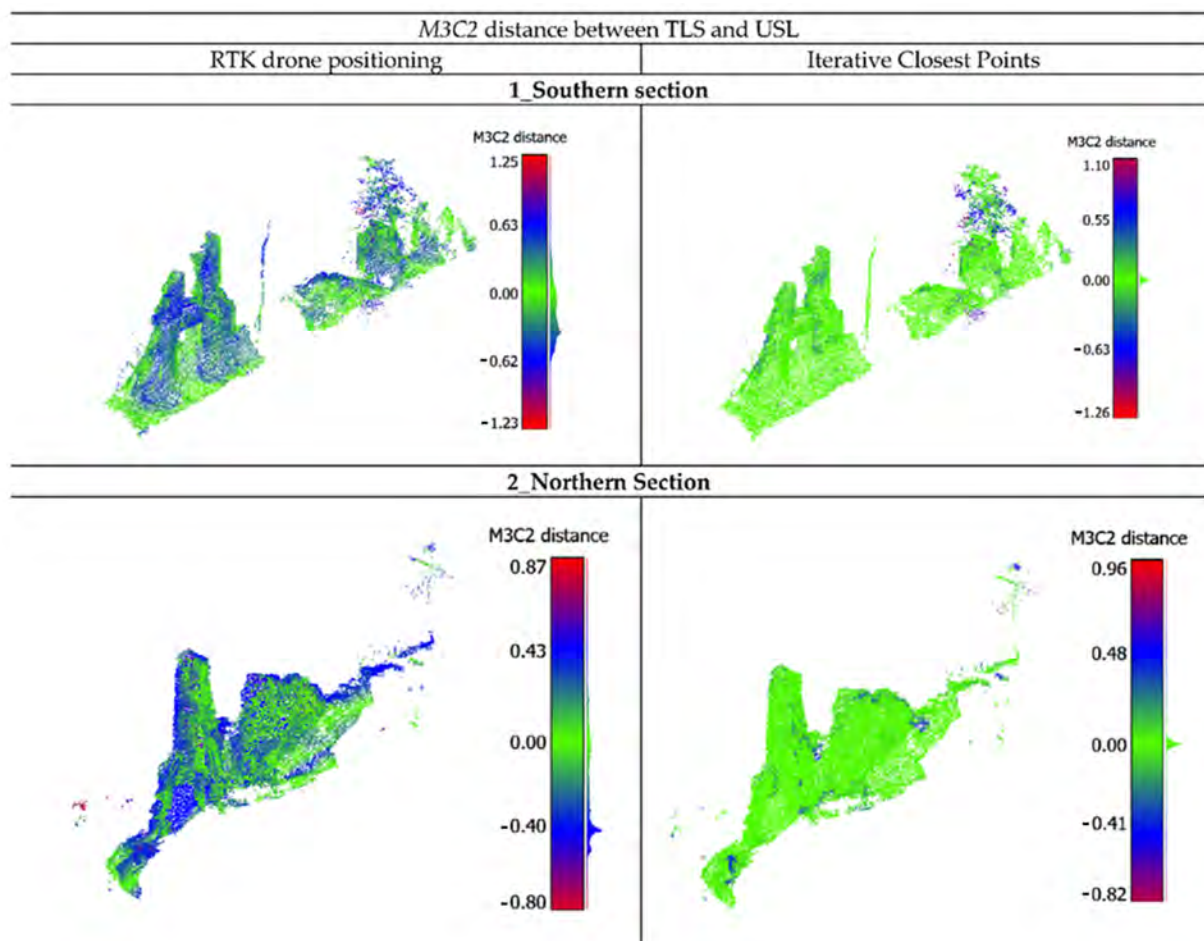 M3C2 distance between TLS and USL
RTK drone positioning
Iterative Closest Points
1_Southern section
M3C2 distance
1.25
0.63
0.00
-0.62
-1.23
M3C2 distance
1.10
0.55
0.00
-0.63
-1.26
2_Northern Section
M3C2 distance
0.87
0.43
0.00
-0.40
-0.80
M3C2 distance
0.96
0.48
0.00
-0.41
-0.82